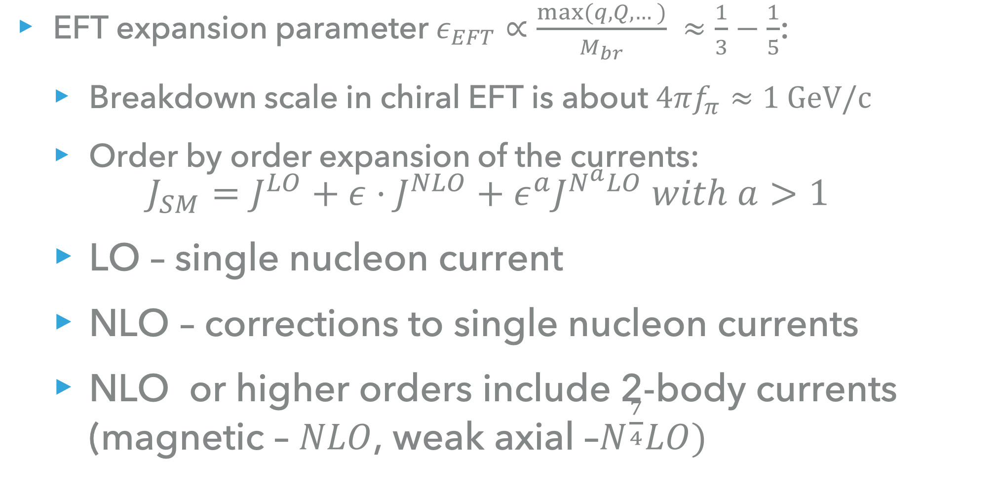 ▶ EFT expansion parameter $\epsilon_{EFT} \propto \frac{\max(q,Q,\ldots)}{M_{br}} \approx \frac{1}{3} - \frac{1}{5}$:
▶ Breakdown scale in chiral EFT is about $4\pi f_\pi \approx 1$ GeV/c
▶ Order by order expansion of the currents:
$J_{SM} = J^{LO} + \epsilon \cdot J^{NLO} + \epsilon^a J^{N^aLO}$ with $a > 1$
▶ LO – single nucleon current
▶ NLO – corrections to single nucleon currents
▶ NLO or higher orders include 2-body currents
(magnetic – $NLO$, weak axial –$N^{\frac{7}{4}}LO$)